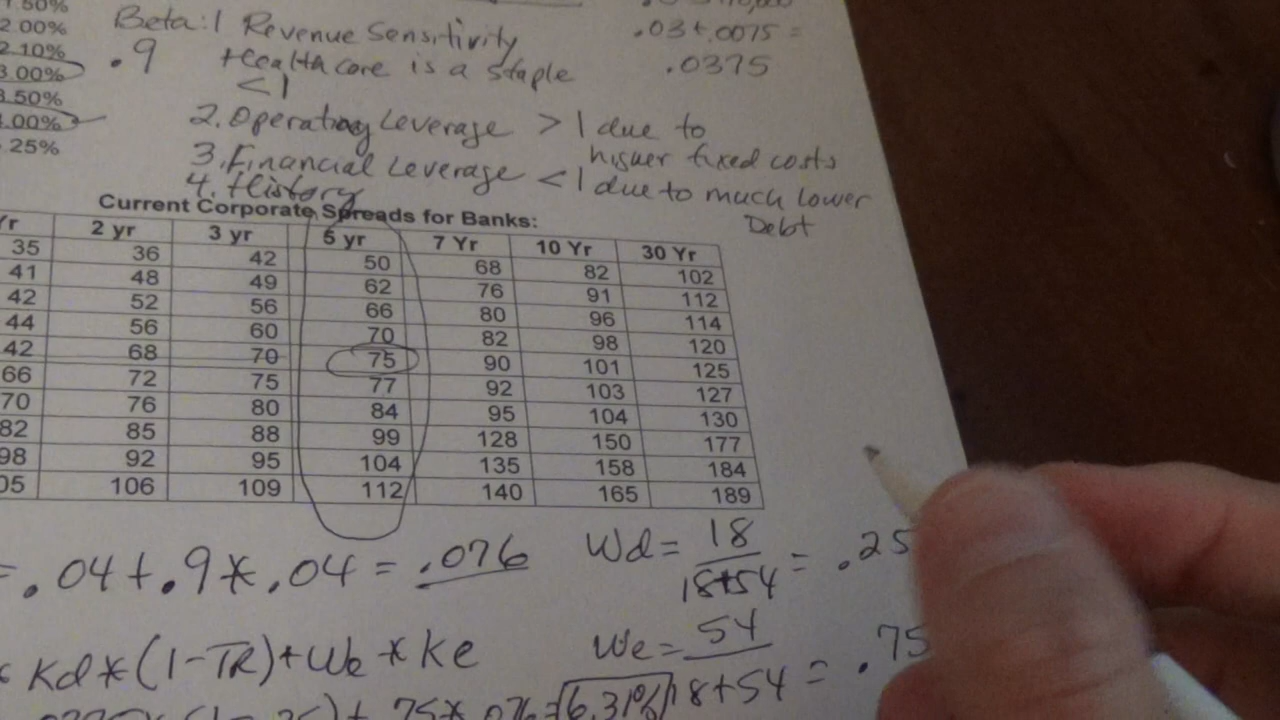 1.50%
2.00%
2.10%
3.00%
3.50%
4.00%
.25%
Beta: 1 Revenue Sensitivity
.9 Healthcare is a staple
<1
.03+.0075 =
.0375
2. Operating Leverage > 1 due to
higher fixed costs
3. Financial Leverage < 1 due to much lower
Debt
4. History
Current Corporate Spreads for Banks:
Yr 2 yr 3 yr 5 yr 7 Yr 10 Yr 30 Yr
35 36 42 50 68 82 102
41 48 49 62 76 91 112
42 52 56 66 80 96 114
44 56 60 70 82 98 120
42 68 70 75 90 101 125
66 72 75 77 92 103 127
70 76 80 84 95 104 130
82 85 88 99 128 150 177
98 92 95 104 135 158 184
05 106 109 112 140 165 189
= .04+.9*.04 = .076
Wd= 18
18+54 = .25
* Kd*(1-TR)+We*Ke
We= 54
18+54 = .75
.75*.076= 6.31%